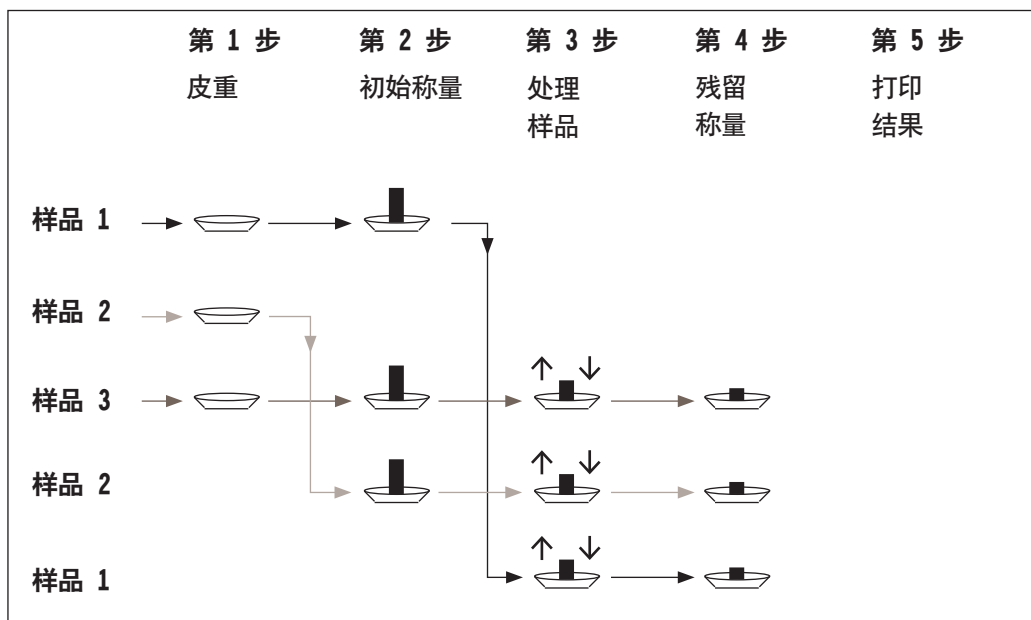 第 1 步 第 2 步 第 3 步 第 4 步 第 5 步
皮重 初始称量 处理 残留 打印
样品 称量 结果
样品 1
样品 2
样品 3
样品 2
样品 1